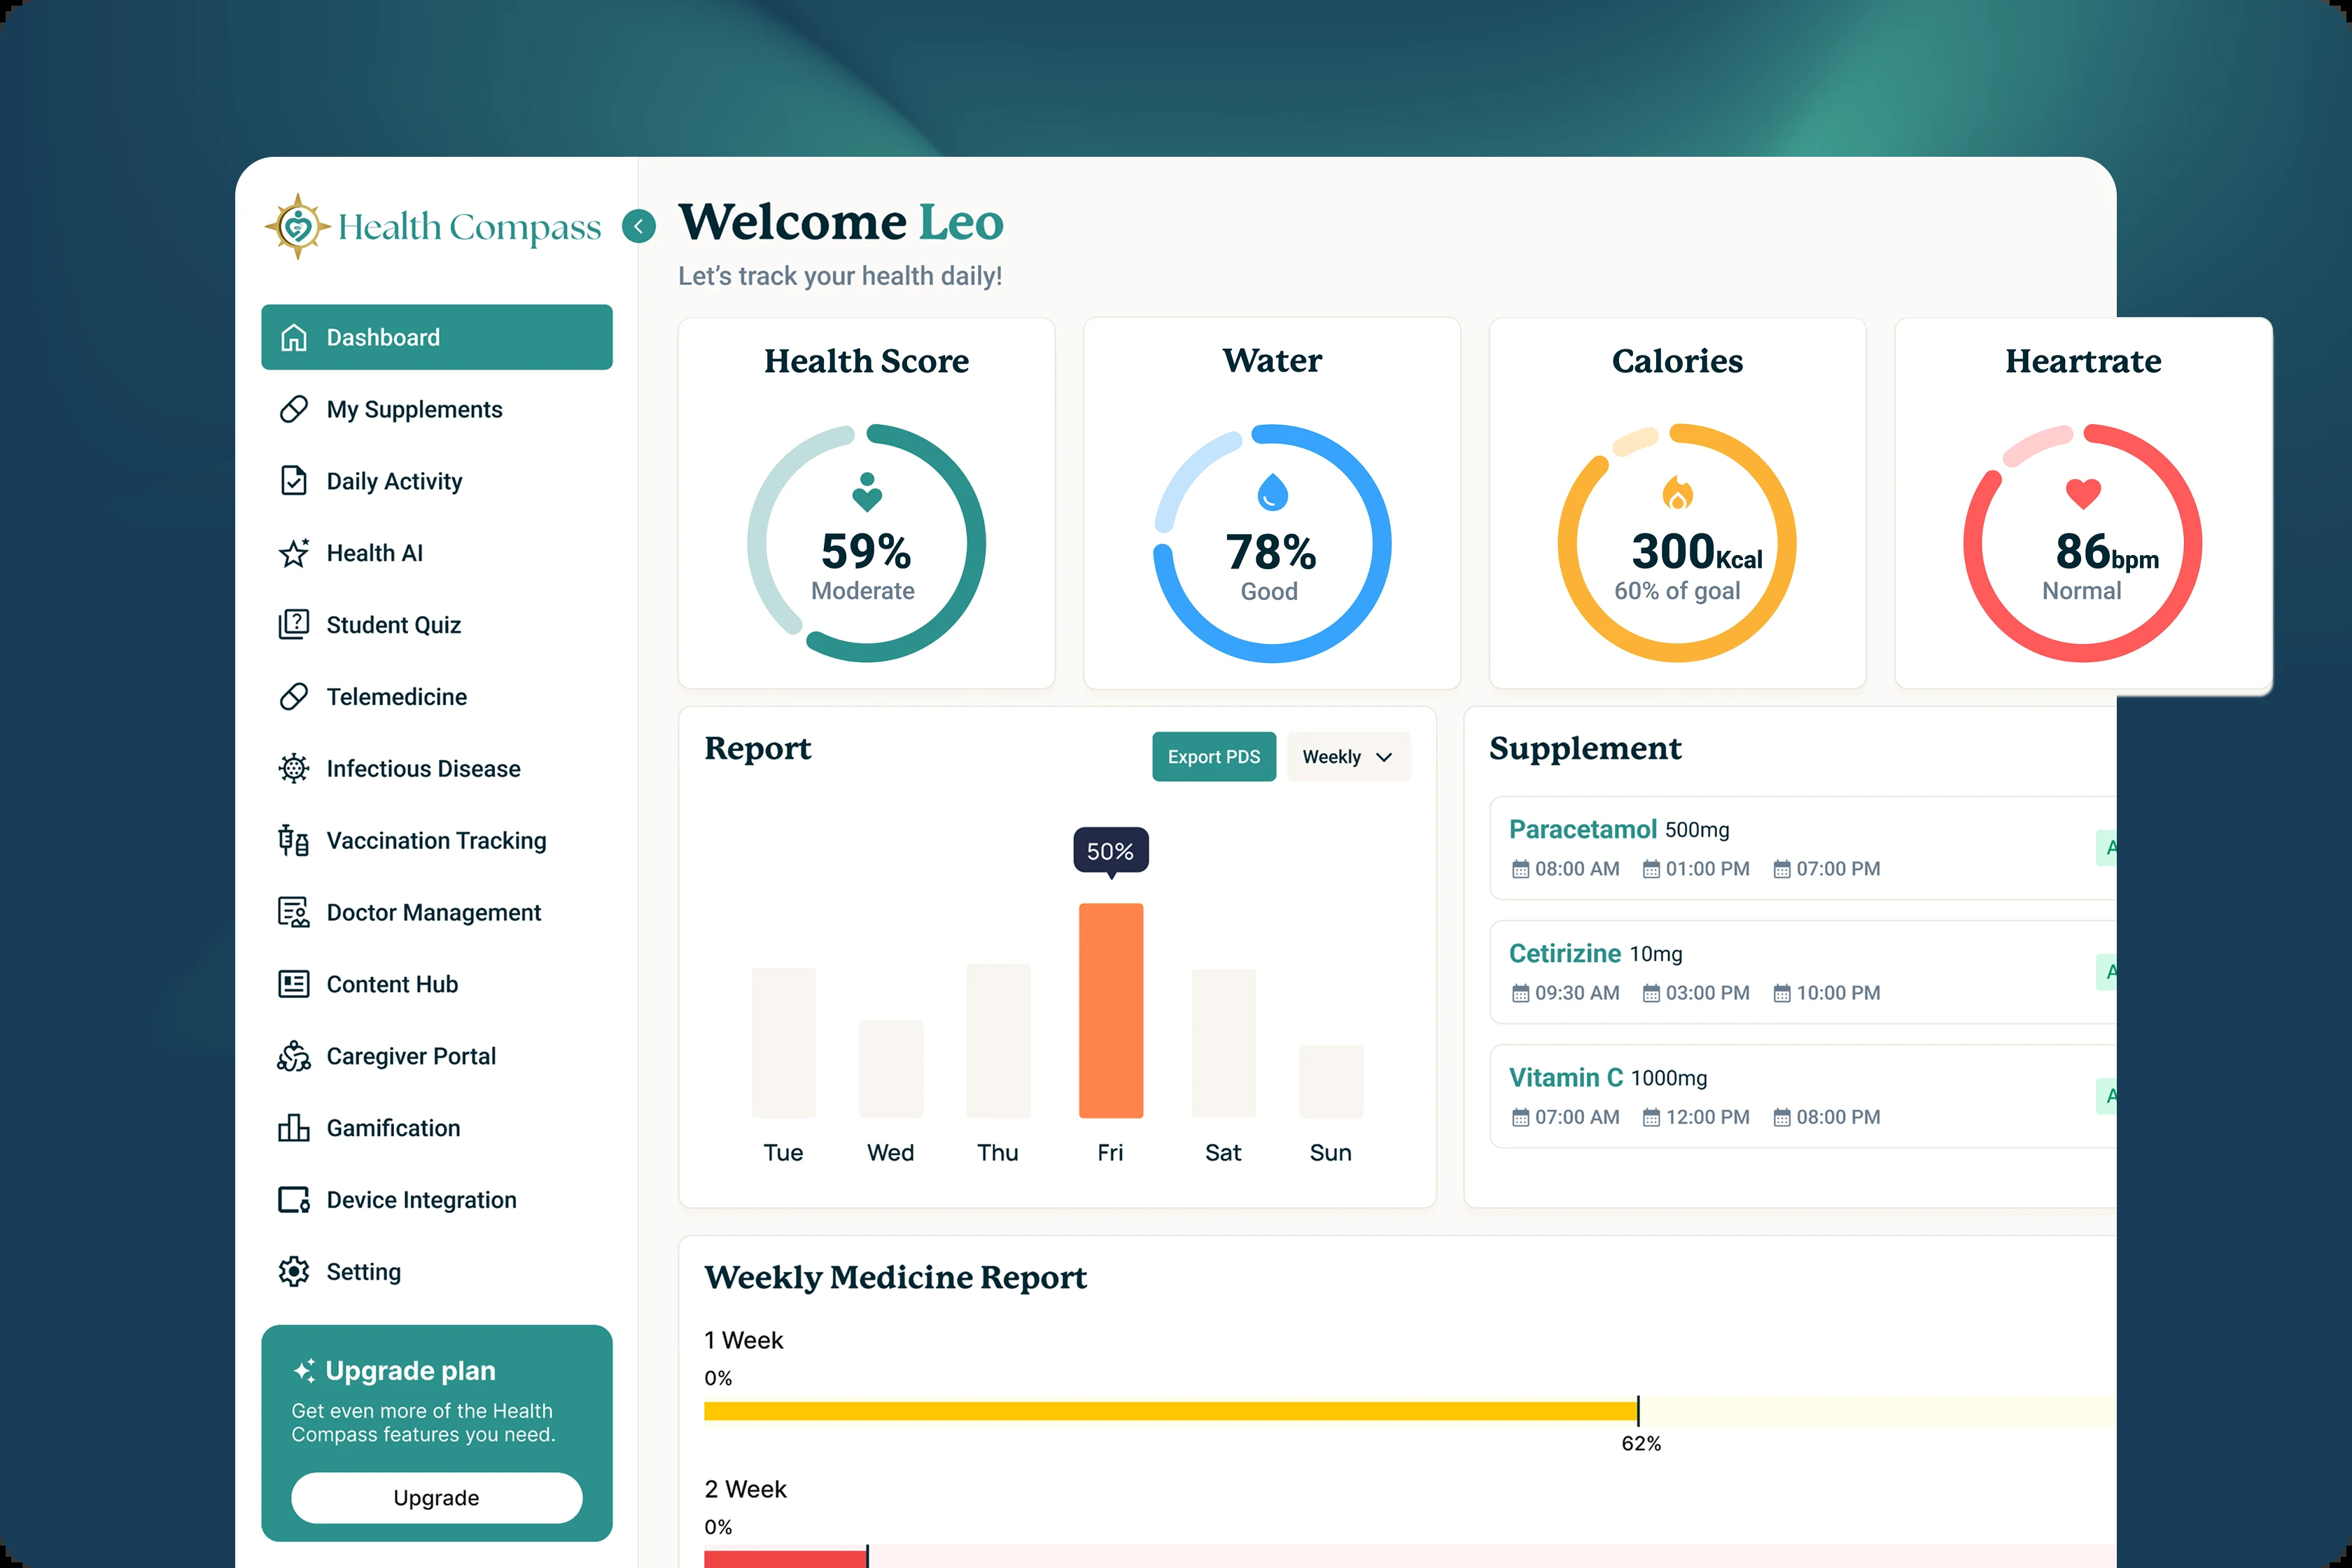 Health Compass
Dashboard
My Supplements
Daily Activity
Health AI
Student Quiz
Telemedicine
Infectious Disease
Vaccination Tracking
Doctor Management
Content Hub
Caregiver Portal
Gamification
Device Integration
Setting
Upgrade plan
Get even more of the Health
Compass features you need.
Upgrade
Welcome Leo
Let's track your health daily!
Health Score
59%
Moderate
Water
78%
Good
Calories
300Kcal
60% of goal
Heartrate
86bpm
Normal
Report
Export PDS
Weekly
50%
Tue Wed Thu Fri Sat Sun
Supplement
Paracetamol 500mg
08:00 AM 01:00 PM 07:00 PM
Cetirizine 10mg
09:30 AM 03:00 PM 10:00 PM
Vitamin C 1000mg
07:00 AM 12:00 PM 08:00 PM
Weekly Medicine Report
1 Week
0%
62%
2 Week
0%